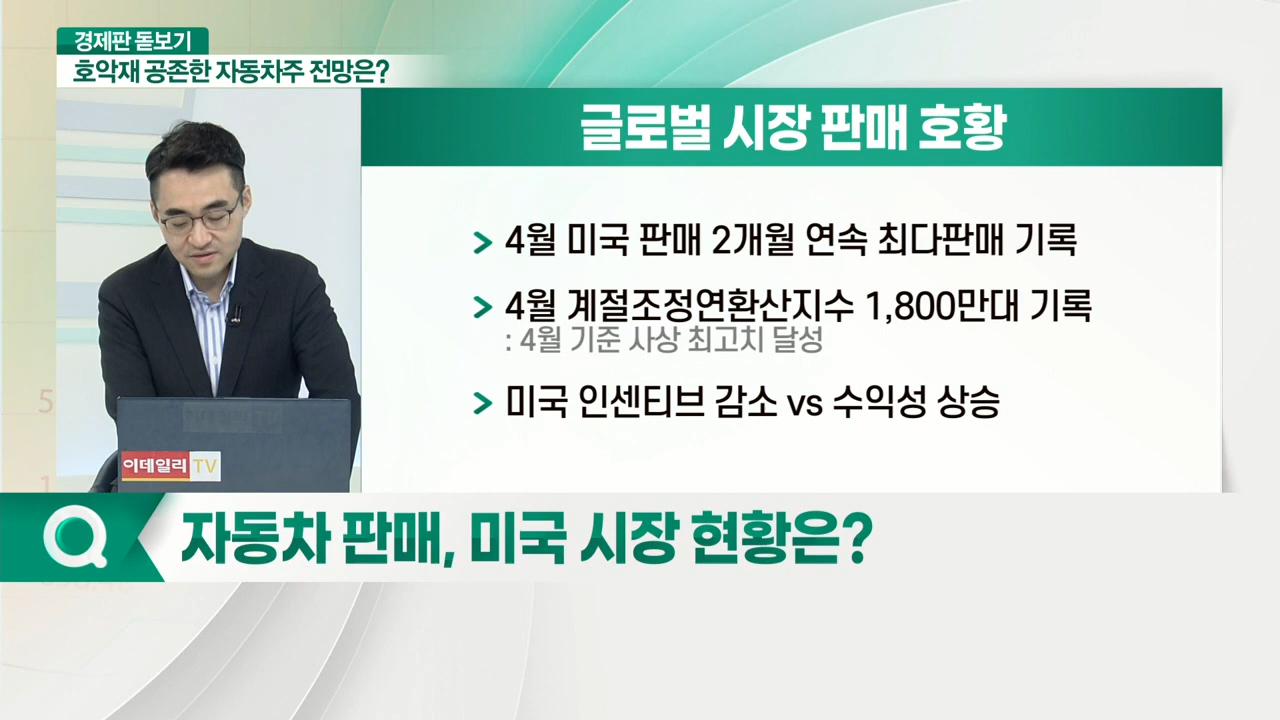 경제판 돋보기
호악재 공존한 자동차주 전망은?
글로벌 시장 판매 호황
> 4월 미국 판매 2개월 연속 최다판매 기록
> 4월 계절조정연환산지수 1,800만대 기록
: 4월 기준 사상 최고치 달성
> 미국 인센티브 감소 vs 수익성 상승
이데일리 TV
Q 자동차 판매, 미국 시장 현황은?
5
1